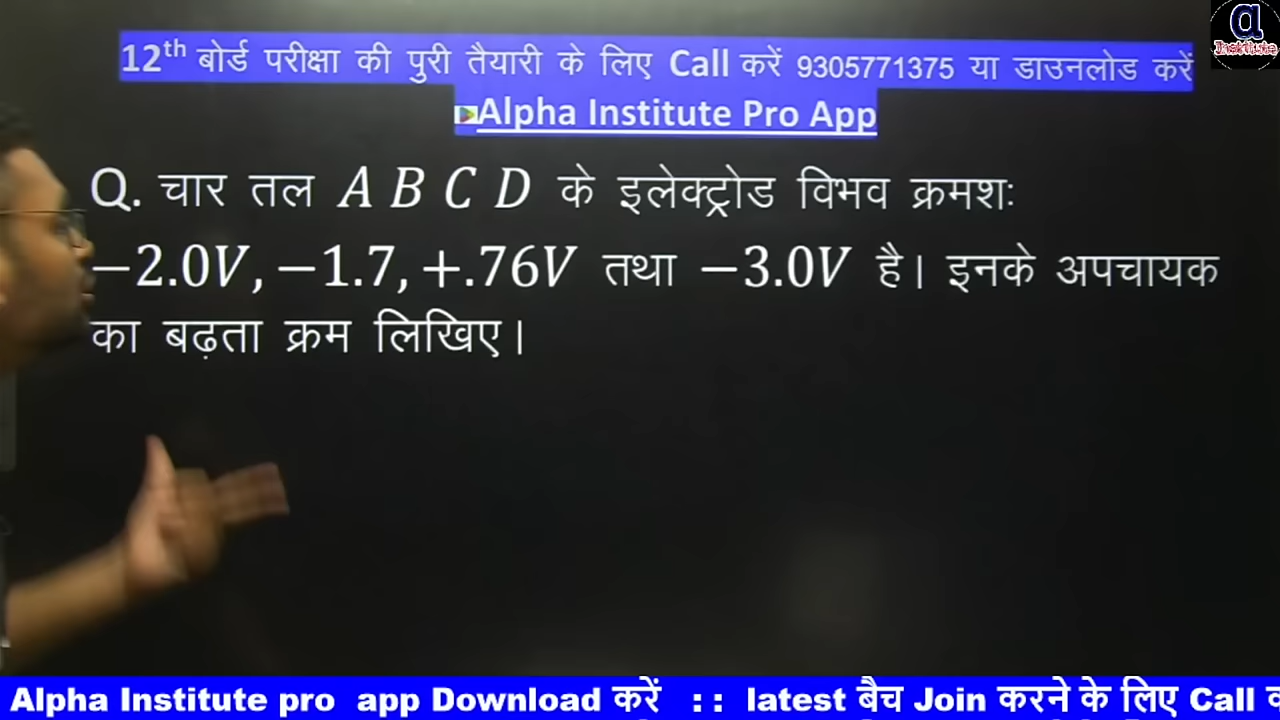 α
Institute
12th बोर्ड परीक्षा की पुरी तैयारी के लिए Call करें 9305771375 या डाउनलोड करें
Alpha Institute Pro App
Q. चार तल A B C D के इलेक्ट्रोड विभव क्रमशः
−2.0V, −1.7, +.76V तथा −3.0V है। इनके अपचायक
का बढ़ता क्रम लिखिए।
Alpha Institute pro app Download करें :: latest बैच Join करने के लिए Call